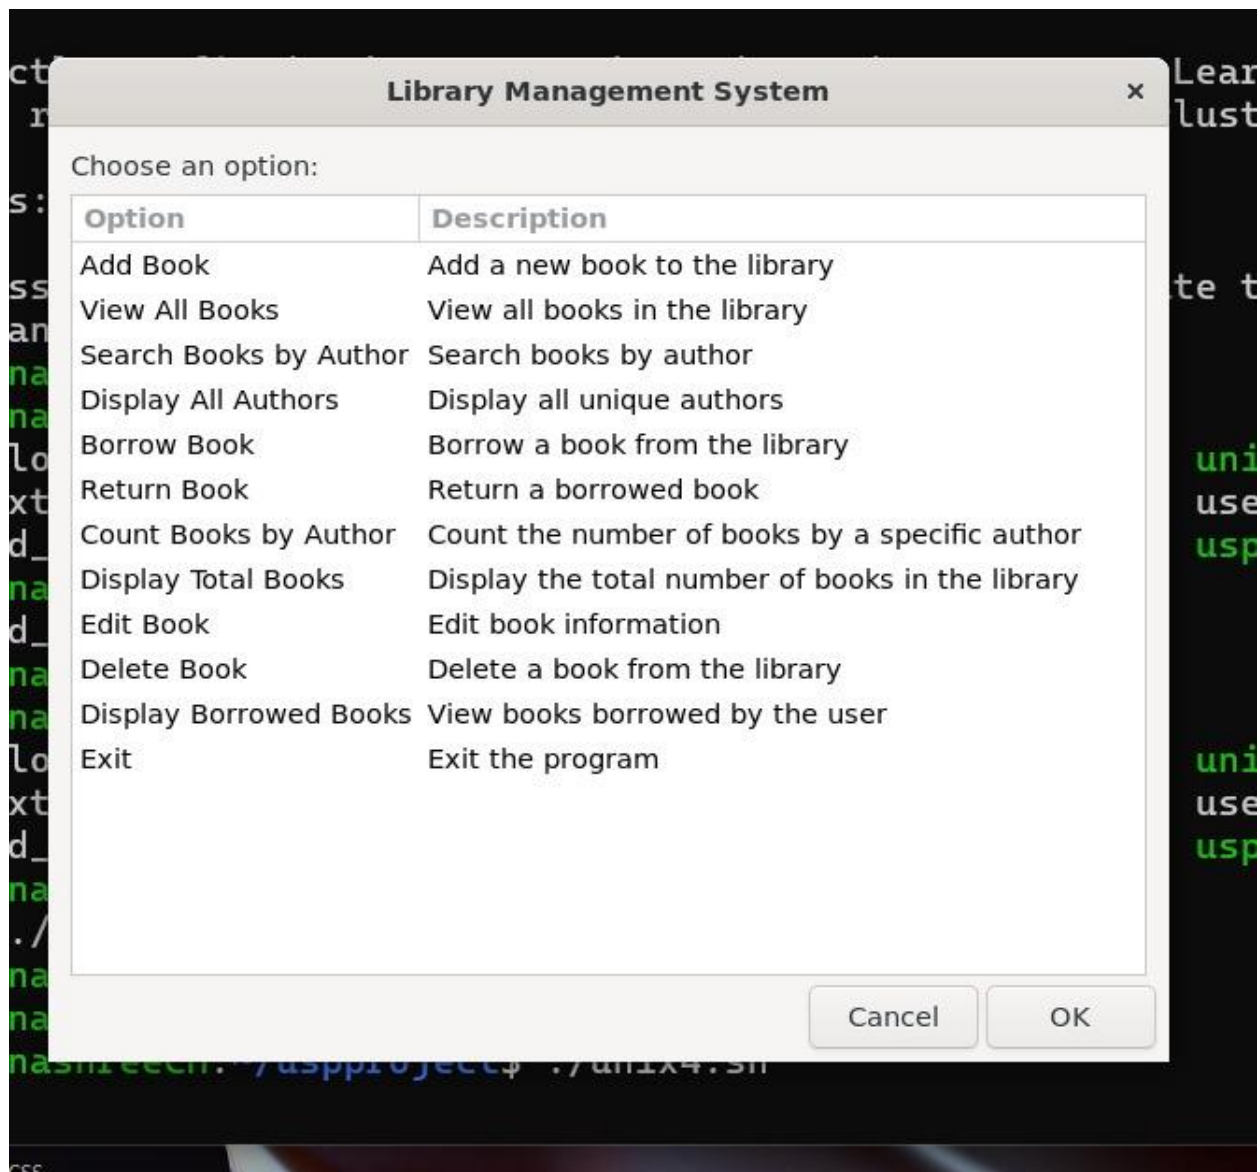 Library Management System ×
Choose an option:
Option Description
Add Book Add a new book to the library
View All Books View all books in the library
Search Books by Author Search books by author
Display All Authors Display all unique authors
Borrow Book Borrow a book from the library
Return Book Return a borrowed book
Count Books by Author Count the number of books by a specific author
Display Total Books Display the total number of books in the library
Edit Book Edit book information
Delete Book Delete a book from the library
Display Borrowed Books View books borrowed by the user
Exit Exit the program
Cancel OK
~/uspproject$ ./unix4.sh
css